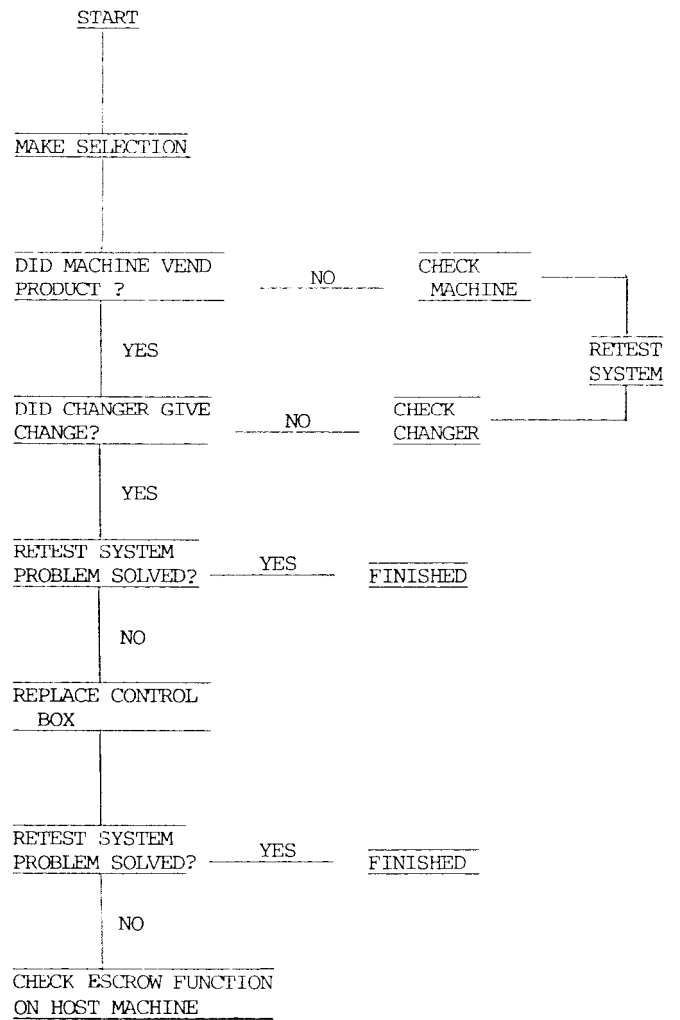 START
MAKE SELECTION
DID MACHINE VEND
PRODUCT ?
NO
CHECK
MACHINE
YES
RETEST
SYSTEM
DID CHANGER GIVE
CHANGE?
NO
CHECK
CHANGER
YES
RETEST SYSTEM
PROBLEM SOLVED?
YES
FINISHED
NO
REPLACE CONTROL
BOX
RETEST SYSTEM
PROBLEM SOLVED?
YES
FINISHED
NO
CHECK ESCROW FUNCTION
ON HOST MACHINE